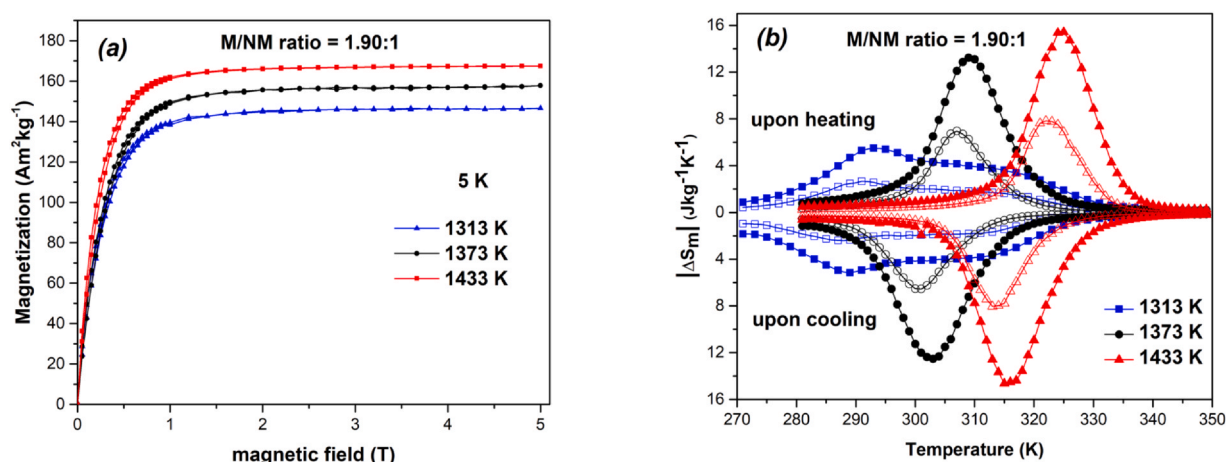 (a)
M/NM ratio = 1.90:1
Magnetization (Am²kg⁻¹)
180
160
140
120
100
80
60
40
20
0
5 K
1313 K
1373 K
1433 K
0 1 2 3 4 5
magnetic field (T)
(b)
M/NM ratio = 1.90:1
|ΔSₘ| (Jkg⁻¹K⁻¹)
16
12
8
4
0
4
8
12
16
upon heating
upon cooling
1313 K
1373 K
1433 K
270 280 290 300 310 320 330 340 350
Temperature (K)